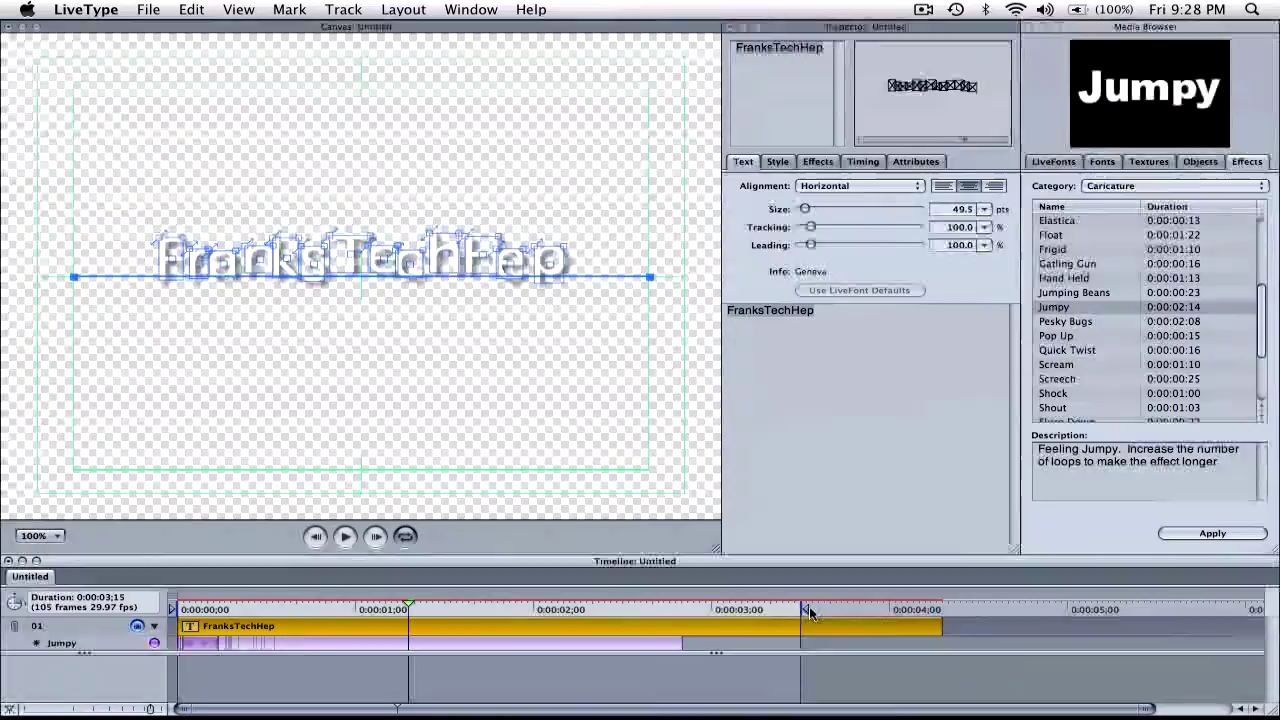 LiveType File Edit View Mark Track Layout Window Help (100%) Fri 9:28 PM
Canvas: Untitled
Inspector: Untitled
Media Browser
FranksTechHep
Jumpy
Text Style Effects Timing Attributes
LiveFonts Fonts Textures Objects Effects
Alignment: Horizontal
Size: 49.5 pts
Tracking: 100.0 %
Leading: 100.0 %
Info: Geneva
Use LiveFont Defaults
FranksTechHep
Category: Caricature
Name Duration
Elastica 0:00:00:13
Float 0:00:01:22
Frigid 0:00:01:10
Gatling Gun 0:00:00:16
Hand Held 0:00:01:13
Jumping Beans 0:00:00:23
Jumpy 0:00:02:14
Pesky Bugs 0:00:02:08
Pop Up 0:00:00:15
Quick Twist 0:00:00:16
Scream 0:00:01:10
Screech 0:00:00:25
Shock 0:00:01:00
Shout 0:00:01:03
Description:
Feeling Jumpy. Increase the number
of loops to make the effect longer
Apply
FranksTechHep
100%
Timeline: Untitled
Untitled
Duration: 0:00:03;15
(105 frames 29.97 fps)
0:00:00;00 0:00:01;00 0:00:02;00 0:00:03;00 0:00:04;00 0:00:05;00 0:0
01 T FranksTechHep
Jumpy